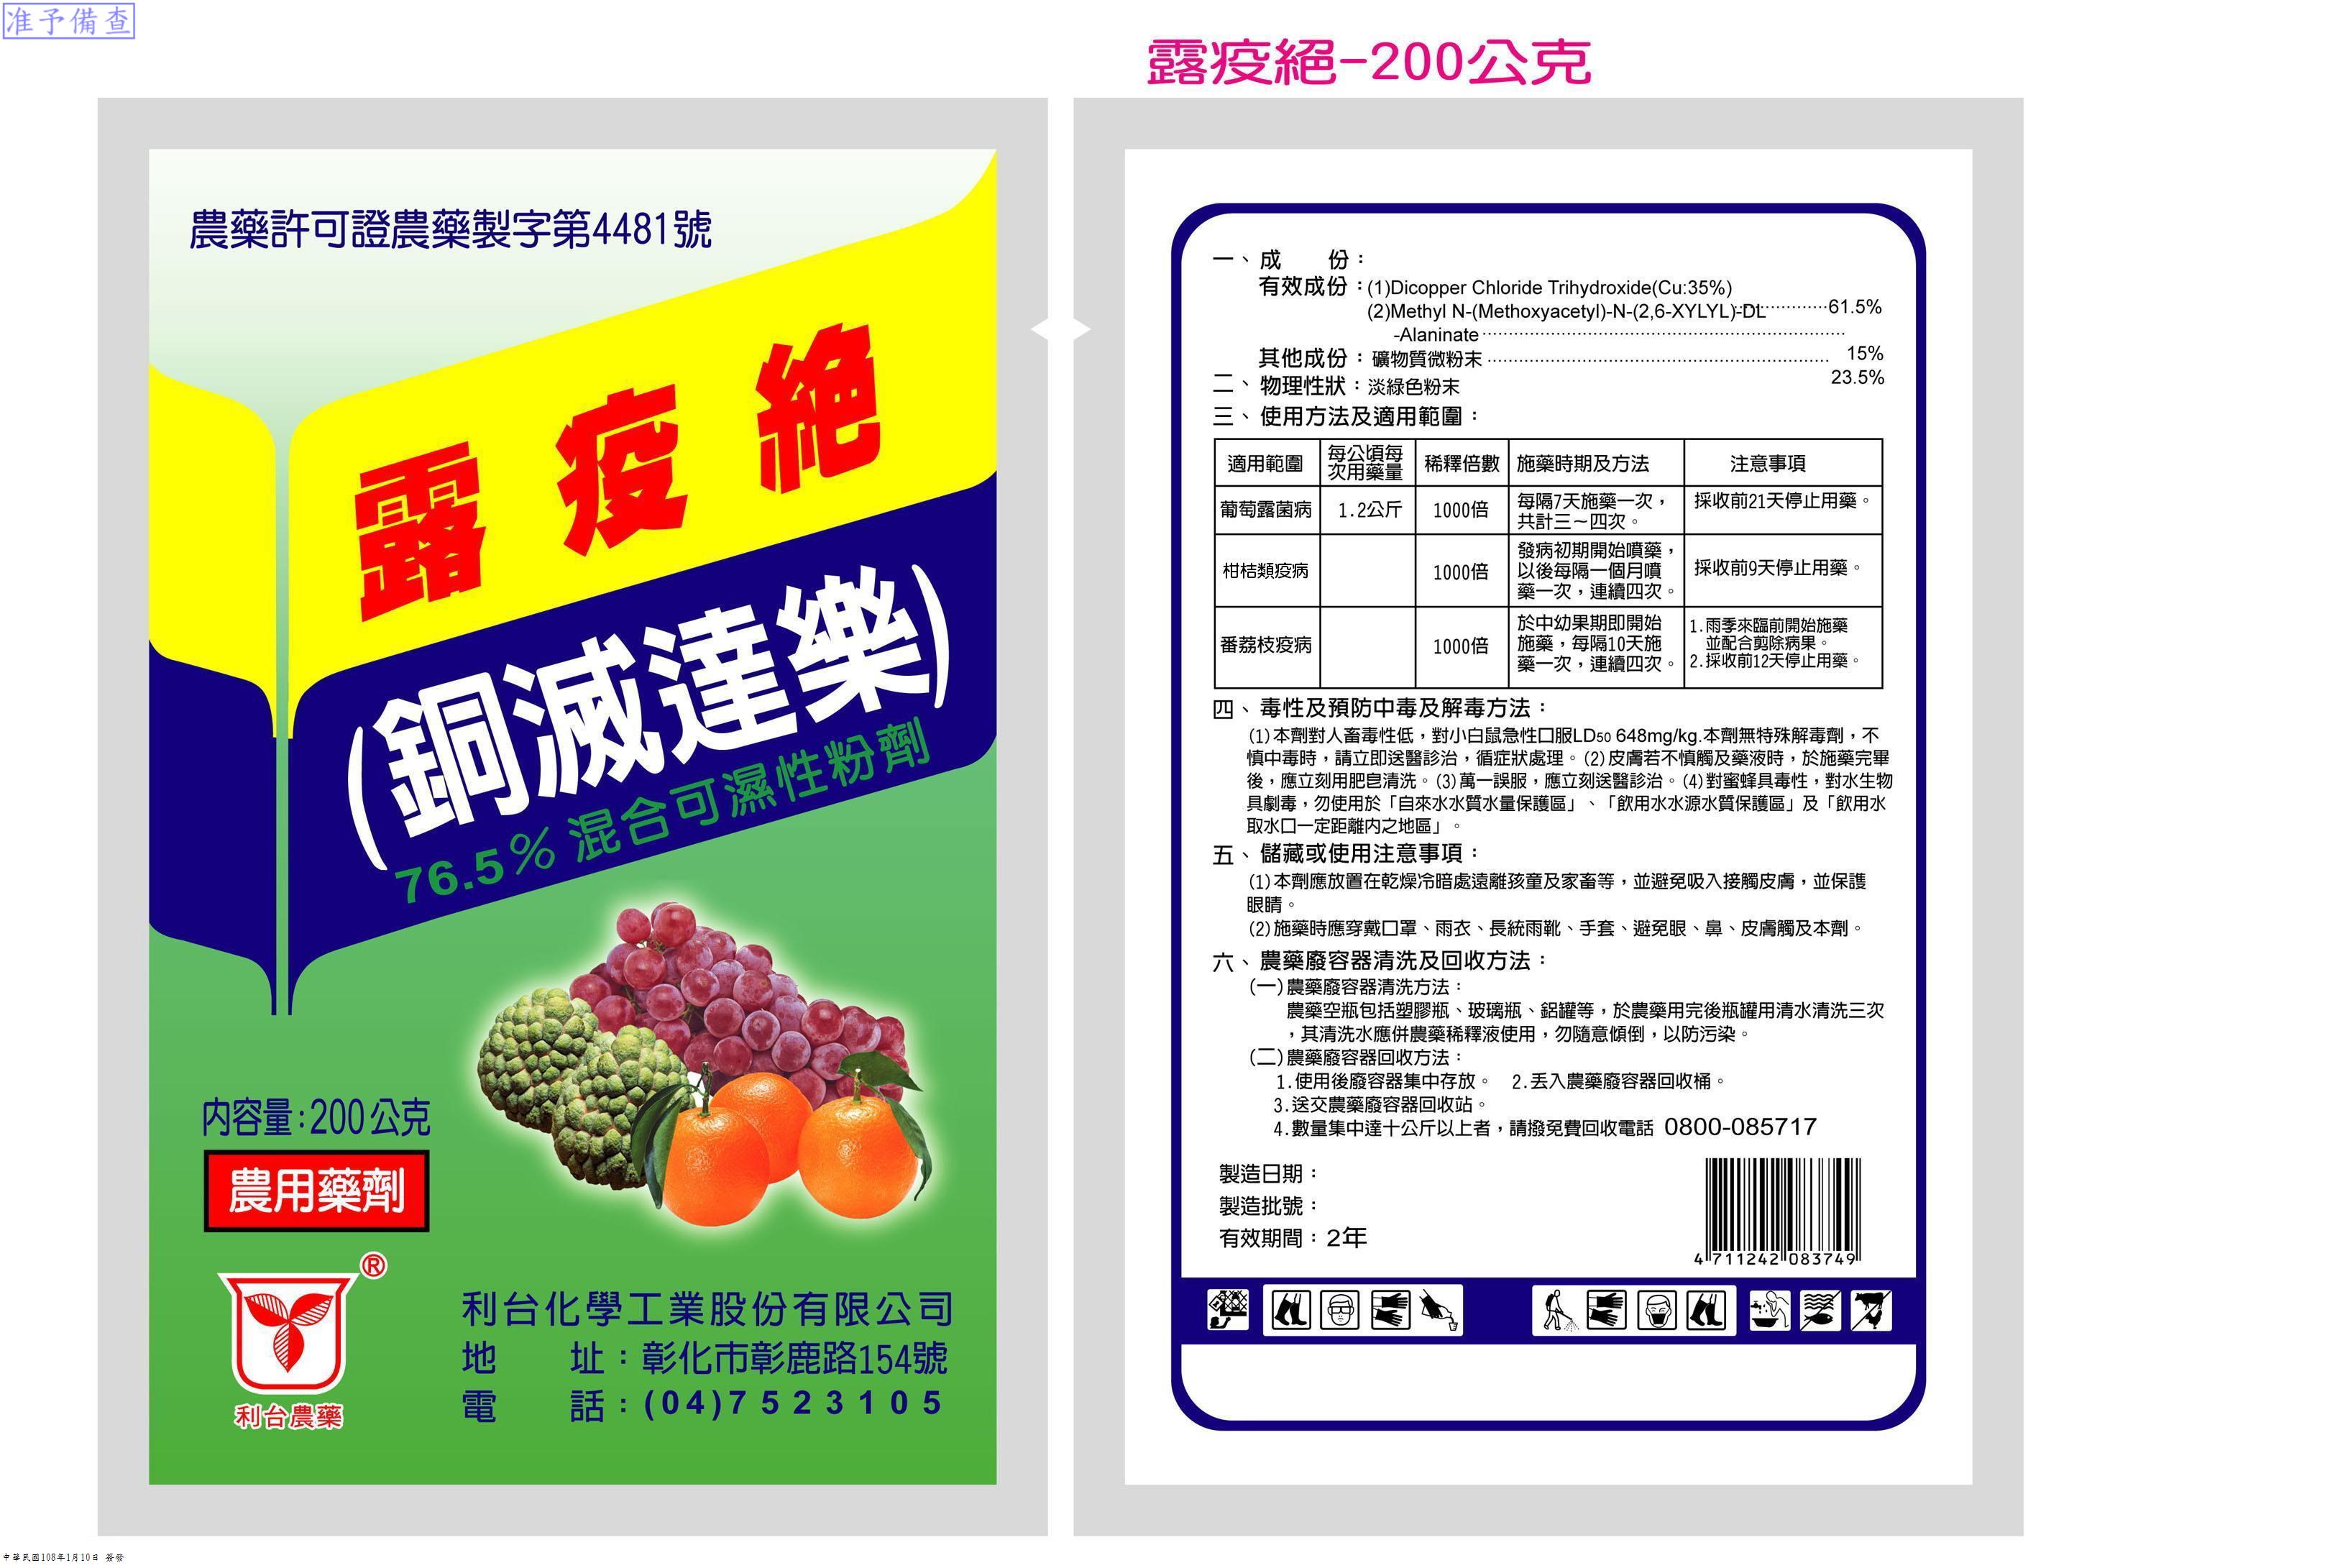 准予備查
露疫絕-200公克
農藥許可證農藥製字第4481號
露疫絕
(銅滅達樂)
76.5%混合可濕性粉劑
內容量:200公克
農用藥劑
®
利台農藥
利台化學工業股份有限公司
地　　址：彰化市彰鹿路154號
電　　話：(04)7523105
一、成　　份：
有效成份：(1)Dicopper Chloride Trihydroxide(Cu:35%)
(2)Methyl N-(Methoxyacetyl)-N-(2,6-XYLYL)-DL⋯⋯⋯61.5%
-Alaninate⋯⋯⋯⋯⋯⋯⋯⋯⋯⋯⋯⋯
其他成份：礦物質微粉末⋯⋯⋯⋯⋯⋯⋯⋯⋯⋯⋯⋯ 15%
二、物理性狀：淡綠色粉末 23.5%
三、使用方法及適用範圍：
適用範圍 每公頃每次用藥量 稀釋倍數 施藥時期及方法 注意事項
葡萄露菌病 1.2公斤 1000倍 每隔7天施藥一次，共計三～四次。 採收前21天停止用藥。
柑桔類疫病 1000倍 發病初期開始噴藥，以後每隔一個月噴藥一次，連續四次。 採收前9天停止用藥。
番荔枝疫病 1000倍 於中幼果期即開始施藥，每隔10天施藥一次，連續四次。 1.雨季來臨前開始施藥並配合剪除病果。 2.採收前12天停止用藥。
四、毒性及預防中毒及解毒方法：
(1)本劑對人畜毒性低，對小白鼠急性口服LD50 648mg/kg.本劑無特殊解毒劑，不
慎中毒時，請立即送醫診治，循症狀處理。(2)皮膚若不慎觸及藥液時，於施藥完畢
後，應立刻用肥皂清洗。(3)萬一誤服，應立刻送醫診治。(4)對蜜蜂具毒性，對水生物
具劇毒，勿使用於「自來水水質水量保護區」、「飲用水水源水質保護區」及「飲用水
取水口一定距離內之地區」。
五、儲藏或使用注意事項：
(1)本劑應放置在乾燥冷暗處遠離孩童及家畜等，並避免吸入接觸皮膚，並保護
眼睛。
(2)施藥時應穿戴口罩、雨衣、長統雨靴、手套、避免眼、鼻、皮膚觸及本劑。
六、農藥廢容器清洗及回收方法：
(一)農藥廢容器清洗方法：
農藥空瓶包括塑膠瓶、玻璃瓶、鋁罐等，於農藥用完後瓶罐用清水清洗三次
，其清洗水應併農藥稀釋液使用，勿隨意傾倒，以防污染。
(二)農藥廢容器回收方法：
1.使用後廢容器集中存放。　2.丟入農藥廢容器回收桶。
3.送交農藥廢容器回收站。
4.數量集中達十公斤以上者，請撥免費回收電話 0800-085717
製造日期：
製造批號：
有效期間：2年
4 711242 083749
中華民國108年1月10日 簽發